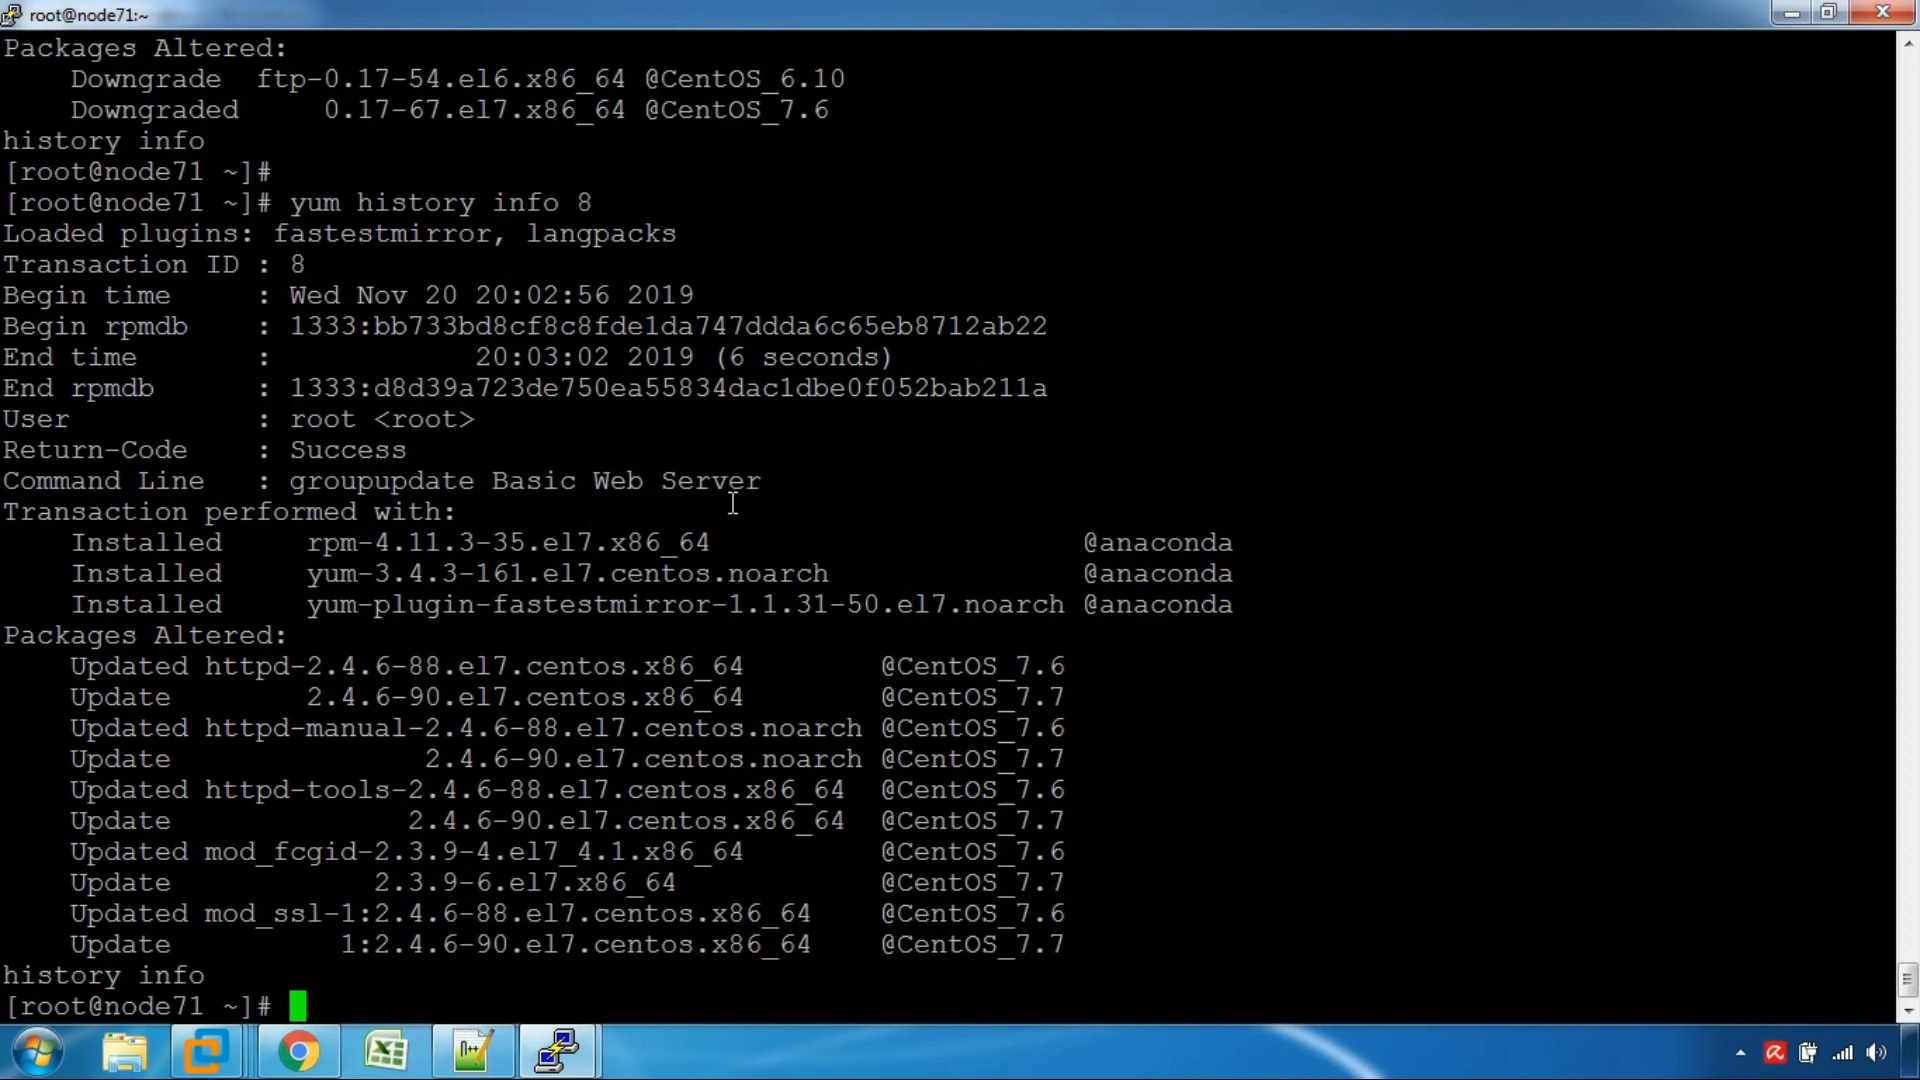 root@node71:~
Packages Altered:
    Downgrade  ftp-0.17-54.el6.x86_64 @CentOS_6.10
    Downgraded     0.17-67.el7.x86_64 @CentOS_7.6
history info
[root@node71 ~]#
[root@node71 ~]# yum history info 8
Loaded plugins: fastestmirror, langpacks
Transaction ID : 8
Begin time     : Wed Nov 20 20:02:56 2019
Begin rpmdb    : 1333:bb733bd8cf8c8fde1da747ddda6c65eb8712ab22
End time       :            20:03:02 2019 (6 seconds)
End rpmdb      : 1333:d8d39a723de750ea55834dac1dbe0f052bab211a
User           : root <root>
Return-Code    : Success
Command Line   : groupupdate Basic Web Server
Transaction performed with:
    Installed     rpm-4.11.3-35.el7.x86_64                      @anaconda
    Installed     yum-3.4.3-161.el7.centos.noarch               @anaconda
    Installed     yum-plugin-fastestmirror-1.1.31-50.el7.noarch @anaconda
Packages Altered:
    Updated httpd-2.4.6-88.el7.centos.x86_64        @CentOS_7.6
    Update        2.4.6-90.el7.centos.x86_64        @CentOS_7.7
    Updated httpd-manual-2.4.6-88.el7.centos.noarch @CentOS_7.6
    Update               2.4.6-90.el7.centos.noarch @CentOS_7.7
    Updated httpd-tools-2.4.6-88.el7.centos.x86_64  @CentOS_7.6
    Update              2.4.6-90.el7.centos.x86_64  @CentOS_7.7
    Updated mod_fcgid-2.3.9-4.el7_4.1.x86_64        @CentOS_7.6
    Update            2.3.9-6.el7.x86_64            @CentOS_7.7
    Updated mod_ssl-1:2.4.6-88.el7.centos.x86_64    @CentOS_7.6
    Update          1:2.4.6-90.el7.centos.x86_64    @CentOS_7.7
history info
[root@node71 ~]#